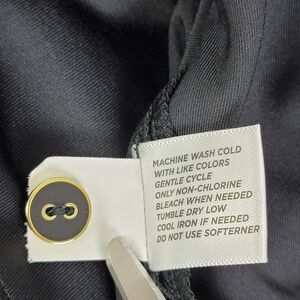 MACHINE WASH COLD
WITH LIKE COLORS
GENTLE CYCLE
ONLY NON-CHLORINE
BLEACH WHEN NEEDED
TUMBLE DRY LOW
COOL IRON IF NEEDED
DO NOT USE SOFTERNER